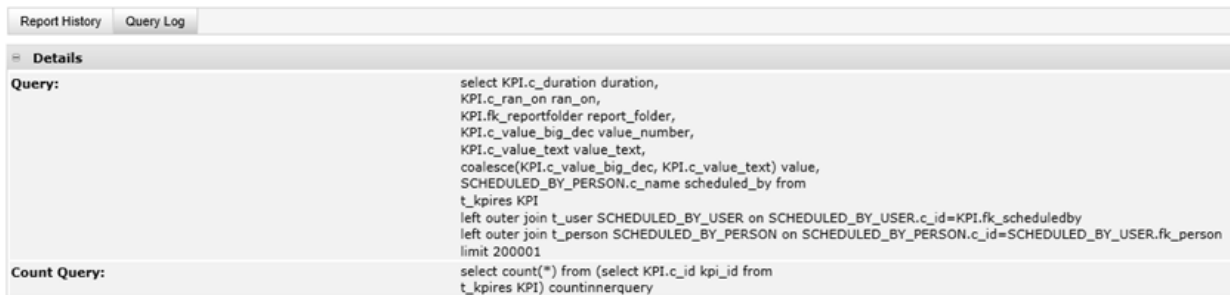 Report History Query Log
Details
Query: select KPI.c_duration duration,
KPI.c_ran_on ran_on,
KPI.fk_reportfolder report_folder,
KPI.c_value_big_dec value_number,
KPI.c_value_text value_text,
coalesce(KPI.c_value_big_dec, KPI.c_value_text) value,
SCHEDULED_BY_PERSON.c_name scheduled_by from
t_kpires KPI
left outer join t_user SCHEDULED_BY_USER on SCHEDULED_BY_USER.c_id=KPI.fk_scheduledby
left outer join t_person SCHEDULED_BY_PERSON on SCHEDULED_BY_PERSON.c_id=SCHEDULED_BY_USER.fk_person
limit 200001
Count Query: select count(*) from (select KPI.c_id kpi_id from
t_kpires KPI) countinnerquery